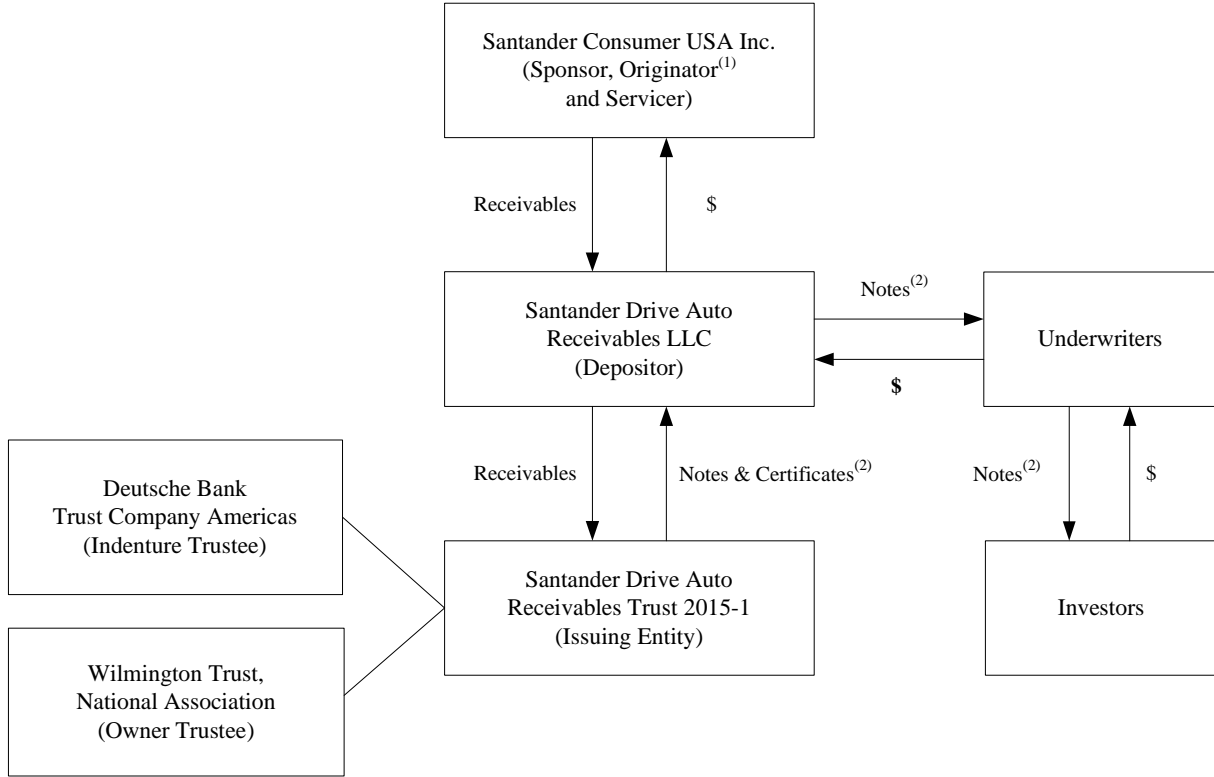 Santander Consumer USA Inc.
(Sponsor, Originator(1)
and Servicer)
Receivables
$
Santander Drive Auto
Receivables LLC
(Depositor)
Notes(2)
$
Underwriters
Receivables
Notes & Certificates(2)
Notes(2)
$
Deutsche Bank
Trust Company Americas
(Indenture Trustee)
Santander Drive Auto
Receivables Trust 2015-1
(Issuing Entity)
Investors
Wilmington Trust,
National Association
(Owner Trustee)